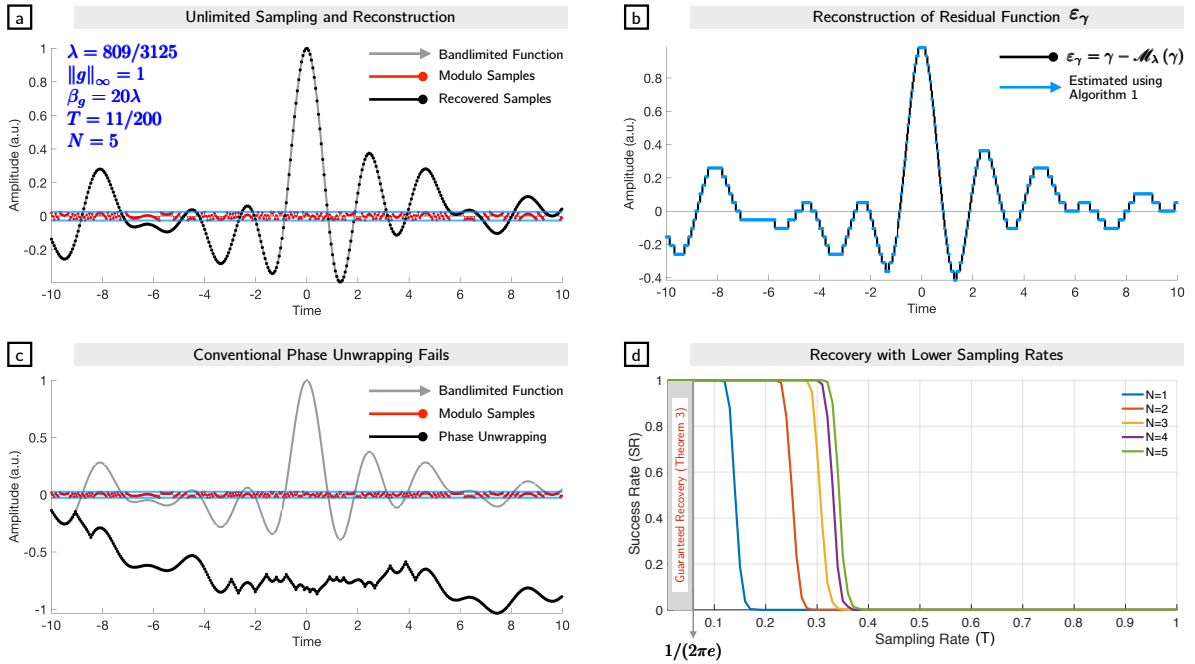 a
Unlimited Sampling and Reconstruction
λ = 809/3125
‖g‖∞ = 1
β_g = 20λ
T = 11/200
N = 5
Bandlimited Function
Modulo Samples
Recovered Samples
Amplitude (a.u.)
1
0.8
0.6
0.4
0.2
0
-0.2
-10 -8 -6 -4 -2 0 2 4 6 8 10
Time
b
Reconstruction of Residual Function ε_γ
ε_γ = γ − ℳ_λ (γ)
Estimated using
Algorithm 1
Amplitude (a.u.)
0.8
0.6
0.4
0.2
0
-0.2
-0.4
-10 -8 -6 -4 -2 0 2 4 6 8 10
Time
c
Conventional Phase Unwrapping Fails
Bandlimited Function
Modulo Samples
Phase Unwrapping
Amplitude (a.u.)
1
0.5
0
-0.5
-1
-10 -8 -6 -4 -2 0 2 4 6 8 10
Time
d
Recovery with Lower Sampling Rates
N=1
N=2
N=3
N=4
N=5
Guaranteed Recovery (Theorem 3)
Success Rate (SR)
1
0.8
0.6
0.4
0.2
0
0.1 0.2 0.3 0.4 0.5 0.6 0.7 0.8 0.9 1
Sampling Rate (T)
1/(2πe)